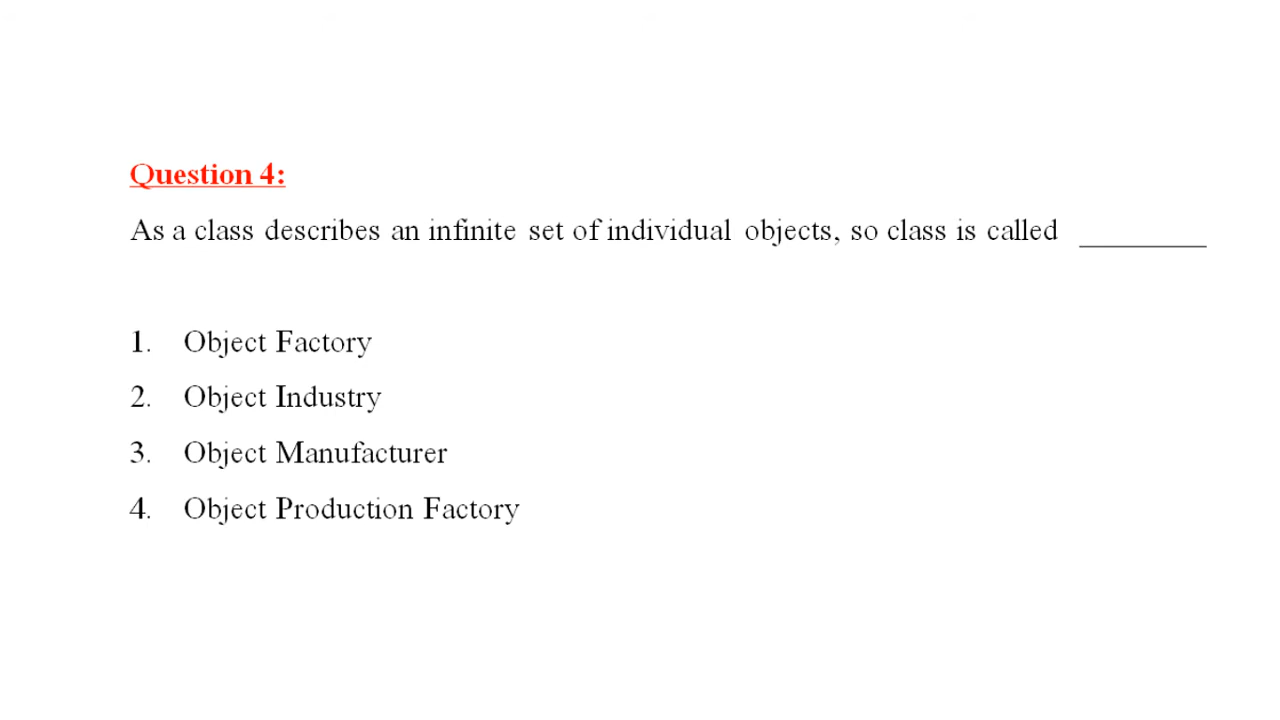 Question 4:
As a class describes an infinite set of individual objects, so class is called ________
1. Object Factory
2. Object Industry
3. Object Manufacturer
4. Object Production Factory